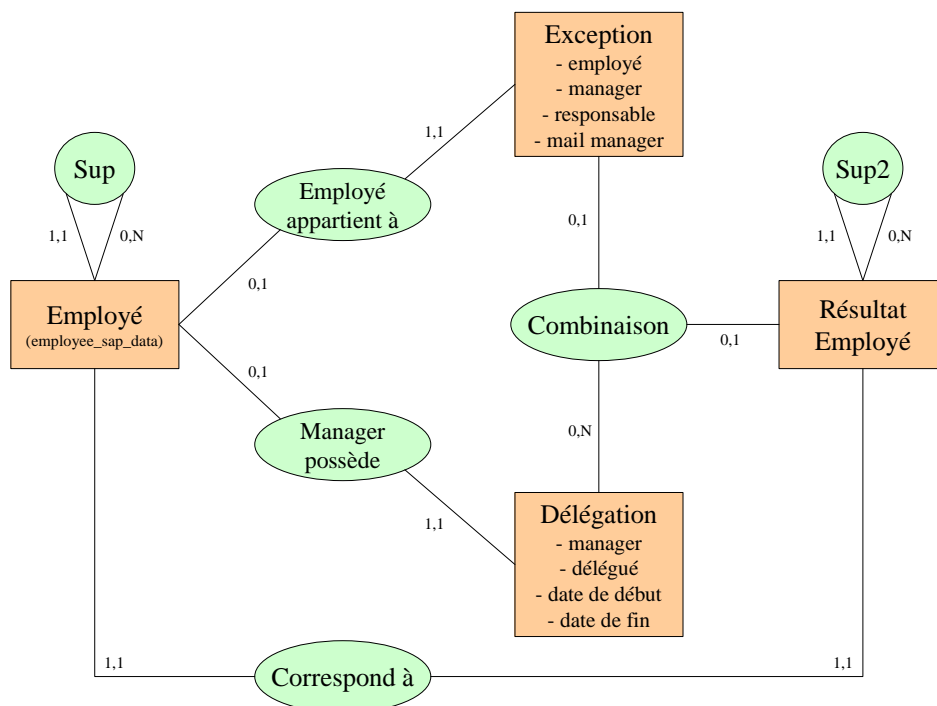 Exception
- employé
- manager
- responsable
- mail manager
Sup
1,1
0,N
Sup2
1,1
0,N
1,1
Employé
appartient à
0,1
0,1
Employé
(employee_sap_data)
Combinaison
0,1
Résultat
Employé
0,1
0,N
Manager
possède
1,1
Délégation
- manager
- délégué
- date de début
- date de fin
1,1
Correspond à
1,1